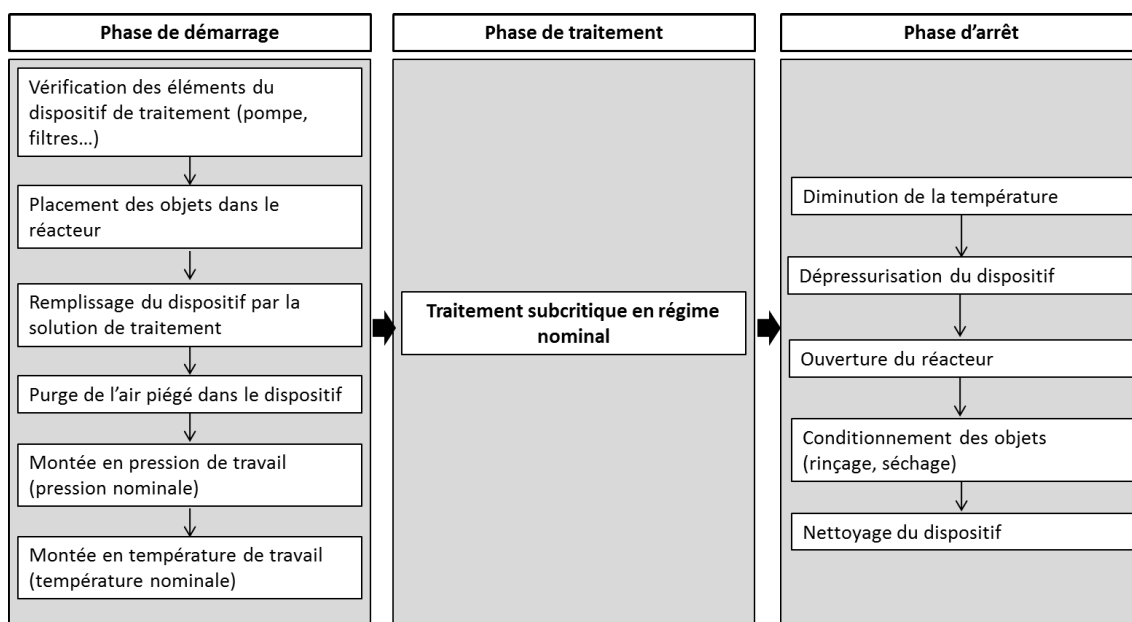 Phase de démarrage
Vérification des éléments du
dispositif de traitement (pompe,
filtres…)
Placement des objets dans le
réacteur
Remplissage du dispositif par la
solution de traitement
Purge de l’air piégé dans le dispositif
Montée en pression de travail
(pression nominale)
Montée en température de travail
(température nominale)
Phase de traitement
Traitement subcritique en régime
nominal
Phase d’arrêt
Diminution de la température
Dépressurisation du dispositif
Ouverture du réacteur
Conditionnement des objets
(rinçage, séchage)
Nettoyage du dispositif